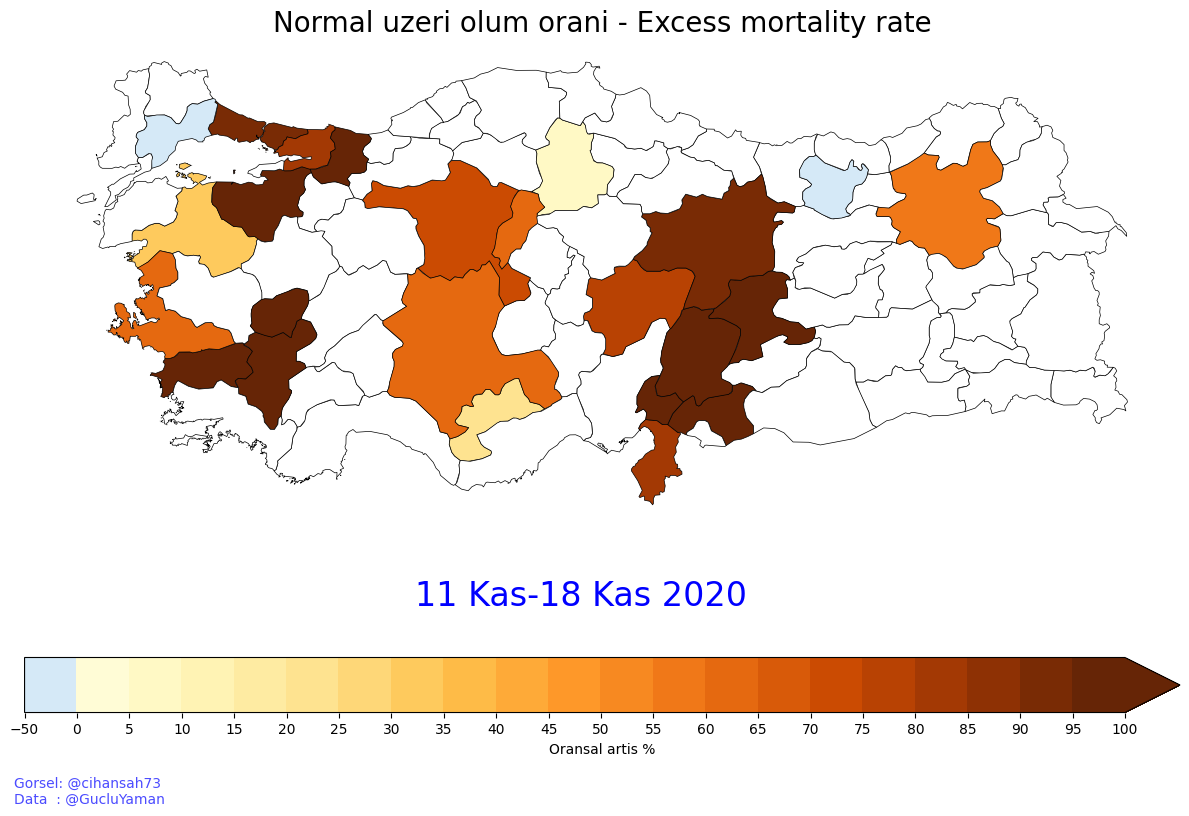 Normal uzeri olum orani - Excess mortality rate
11 Kas-18 Kas 2020
−50 0 5 10 15 20 25 30 35 40 45 50 55 60 65 70 75 80 85 90 95 100
Oransal artis %
Gorsel: @cihansah73
Data  : @GucluYaman